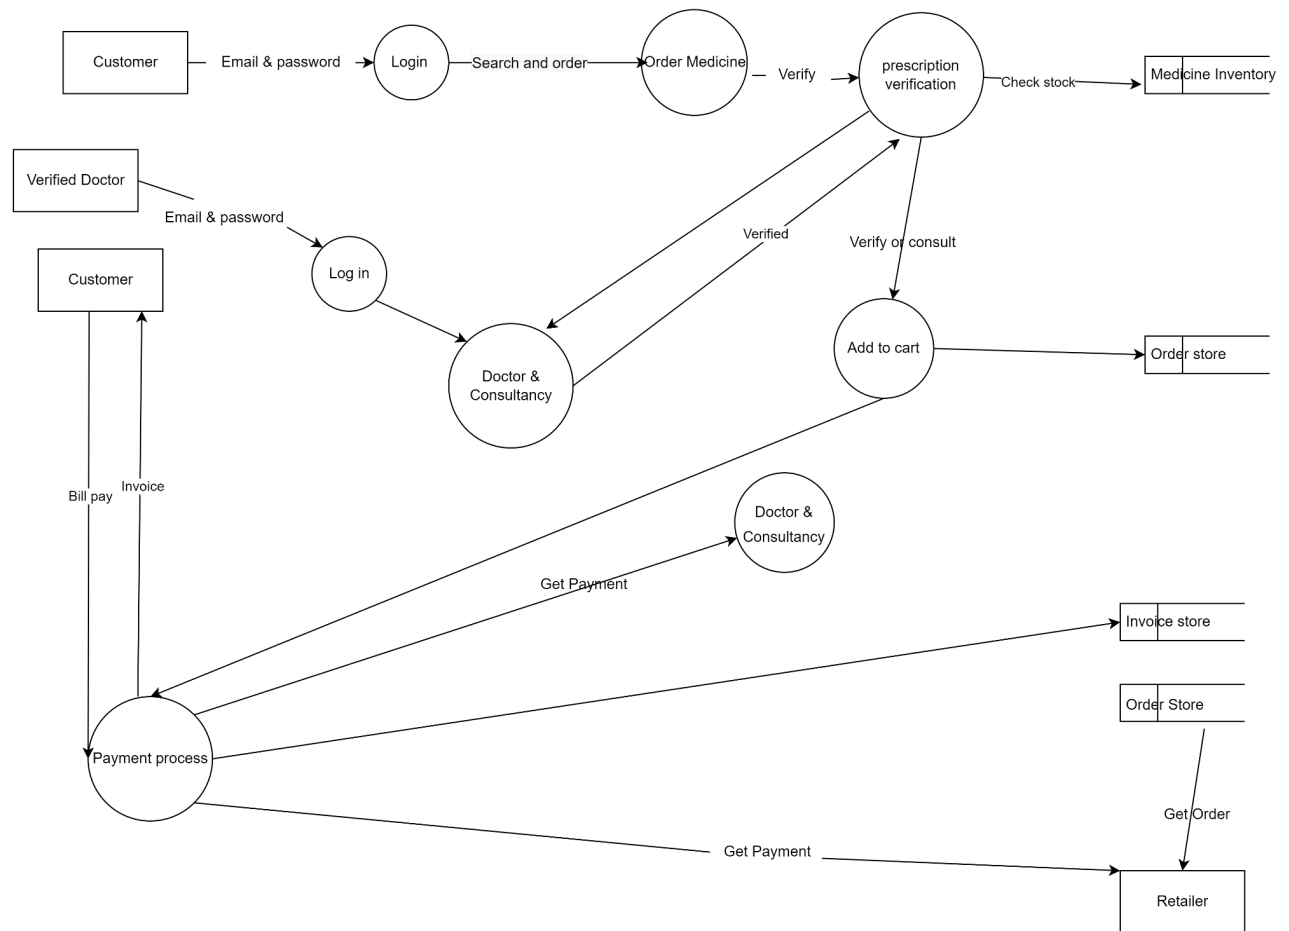 Customer
Email & password
Login
Search and order
Order Medicine
Verify
prescription
verification
Check stock
Medicine Inventory
Verified Doctor
Email & password
Log in
Customer
Verified
Verify or consult
Doctor &
Consultancy
Add to cart
Order store
Bill pay
Invoice
Doctor &
Consultancy
Get Payment
Invoice store
Order Store
Payment process
Get Order
Get Payment
Retailer